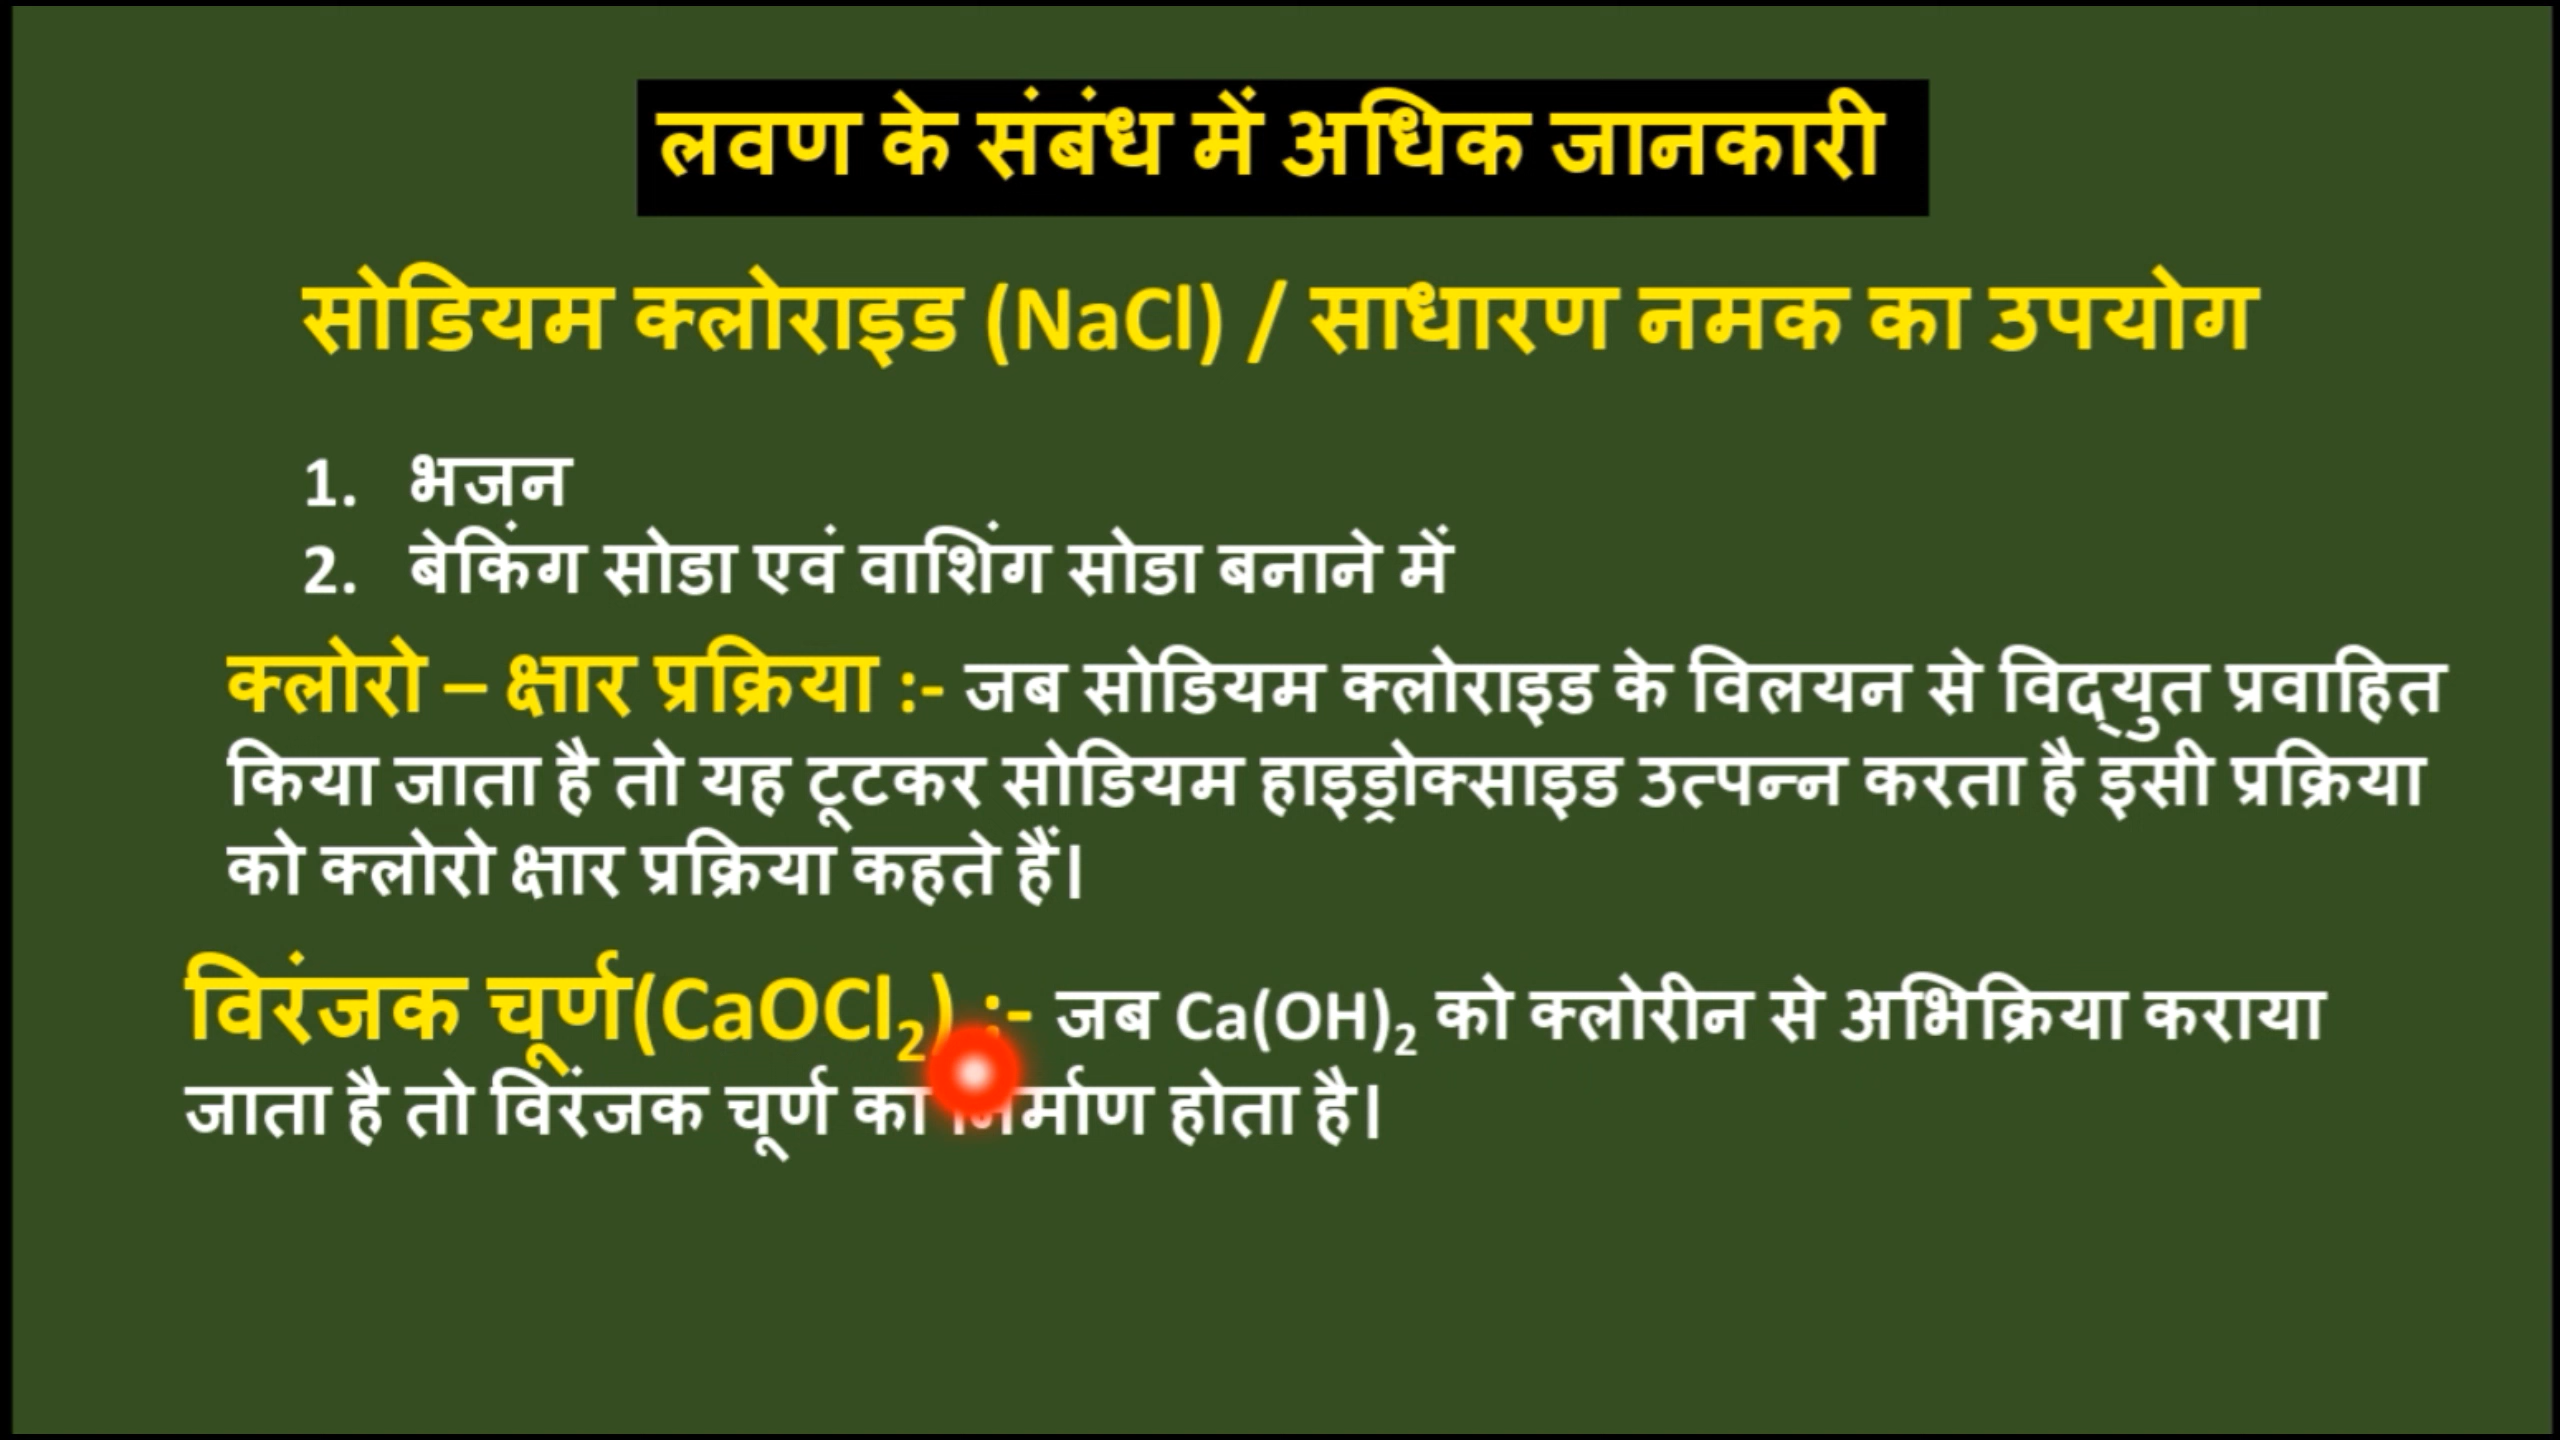 लवण के संबंध में अधिक जानकारी
सोडियम क्लोराइड (NaCl) / साधारण नमक का उपयोग
1. भजन
2. बेकिंग सोडा एवं वाशिंग सोडा बनाने में
क्लोरो – क्षार प्रक्रिया :- जब सोडियम क्लोराइड के विलयन से विद्युत प्रवाहित
किया जाता है तो यह टूटकर सोडियम हाइड्रोक्साइड उत्पन्न करता है इसी प्रक्रिया
को क्लोरो क्षार प्रक्रिया कहते हैं।
विरंजक चूर्ण(CaOCl₂) :- जब Ca(OH)₂ को क्लोरीन से अभिक्रिया कराया
जाता है तो विरंजक चूर्ण का निर्माण होता है।